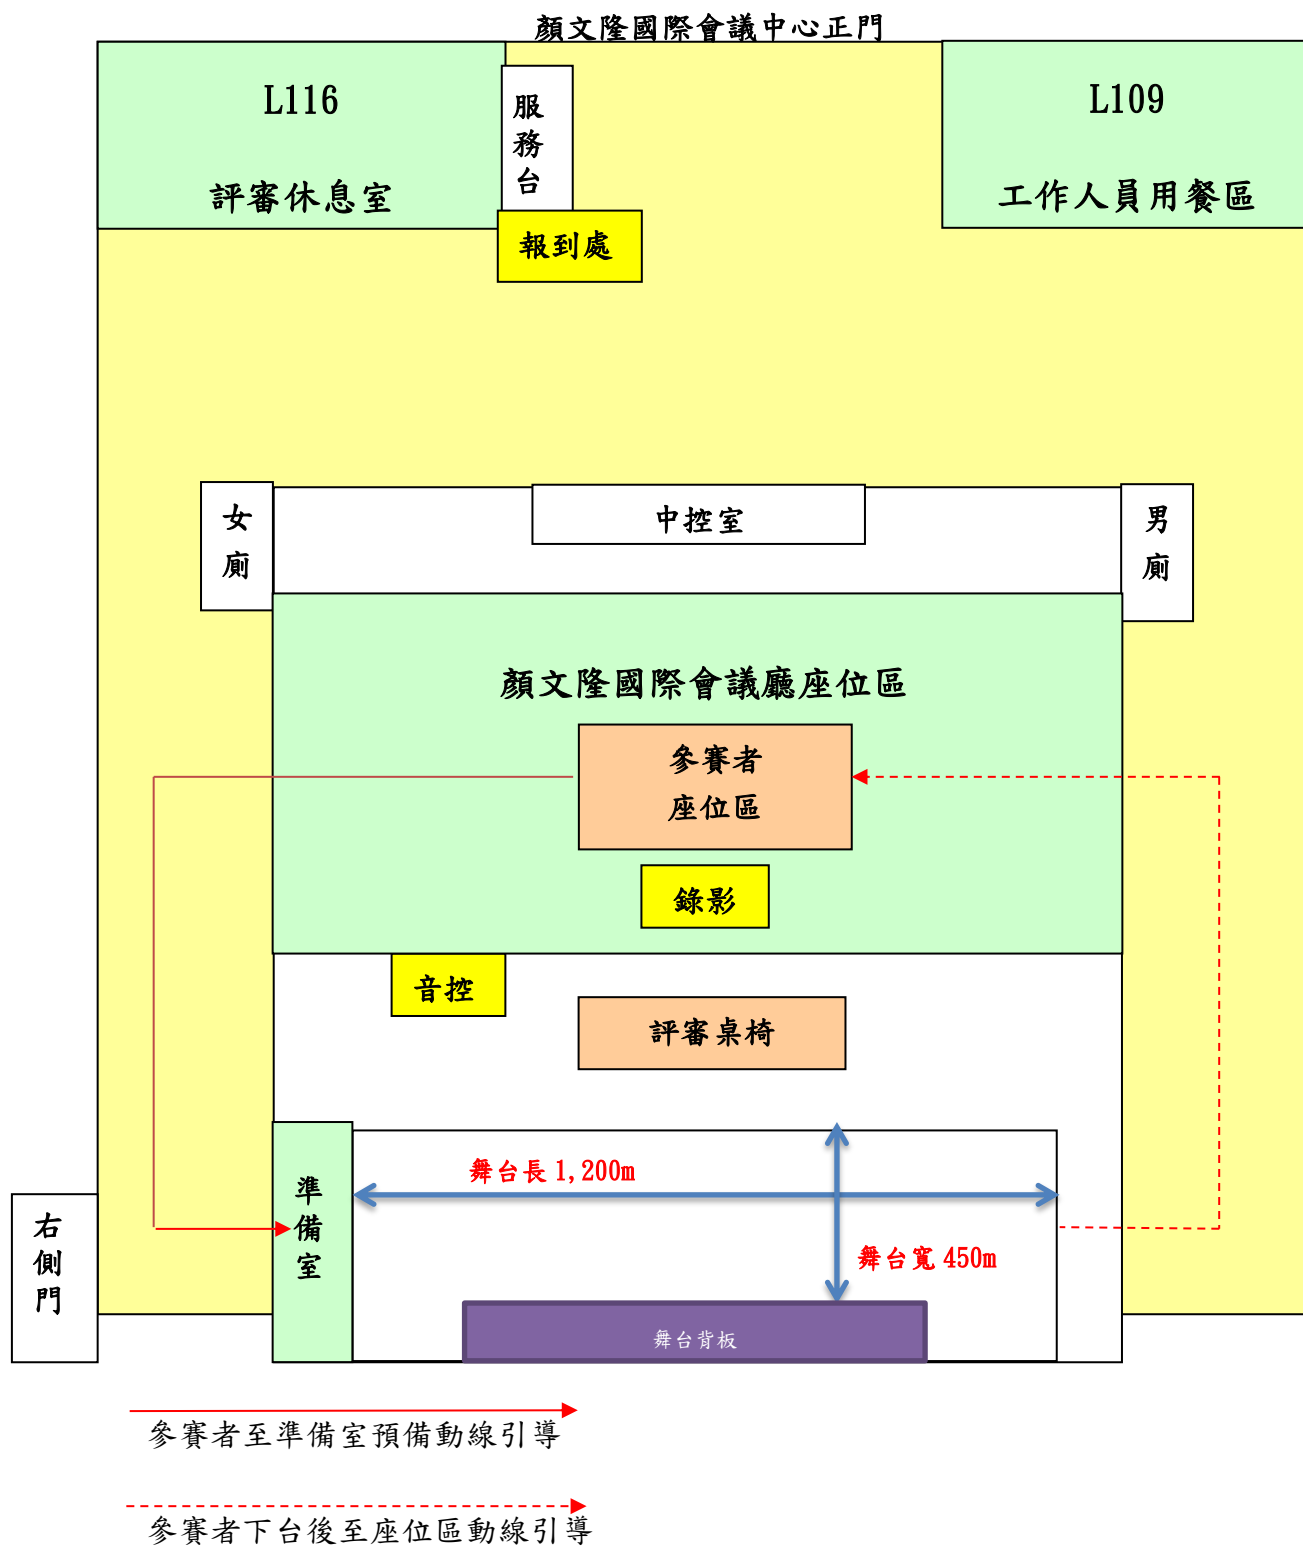 顏文隆國際會議中心正門
L116
評審休息室
服務台
報到處
L109
工作人員用餐區
女廁
中控室
男廁
顏文隆國際會議廳座位區
參賽者
座位區
錄影
音控
評審桌椅
準備室
舞台長 1,200m
舞台寬 450m
右側門
舞台背板
參賽者至準備室預備動線引導
參賽者下台後至座位區動線引導